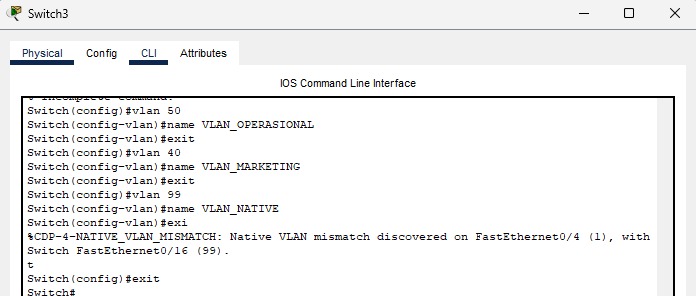 Switch3
Physical Config CLI Attributes
IOS Command Line Interface
% Incomplete command.
Switch(config)#vlan 50
Switch(config-vlan)#name VLAN_OPERASIONAL
Switch(config-vlan)#exit
Switch(config)#vlan 40
Switch(config-vlan)#name VLAN_MARKETING
Switch(config-vlan)#exit
Switch(config)#vlan 99
Switch(config-vlan)#name VLAN_NATIVE
Switch(config-vlan)#exi
%CDP-4-NATIVE_VLAN_MISMATCH: Native VLAN mismatch discovered on FastEthernet0/4 (1), with
Switch FastEthernet0/16 (99).
t
Switch(config)#exit
Switch#